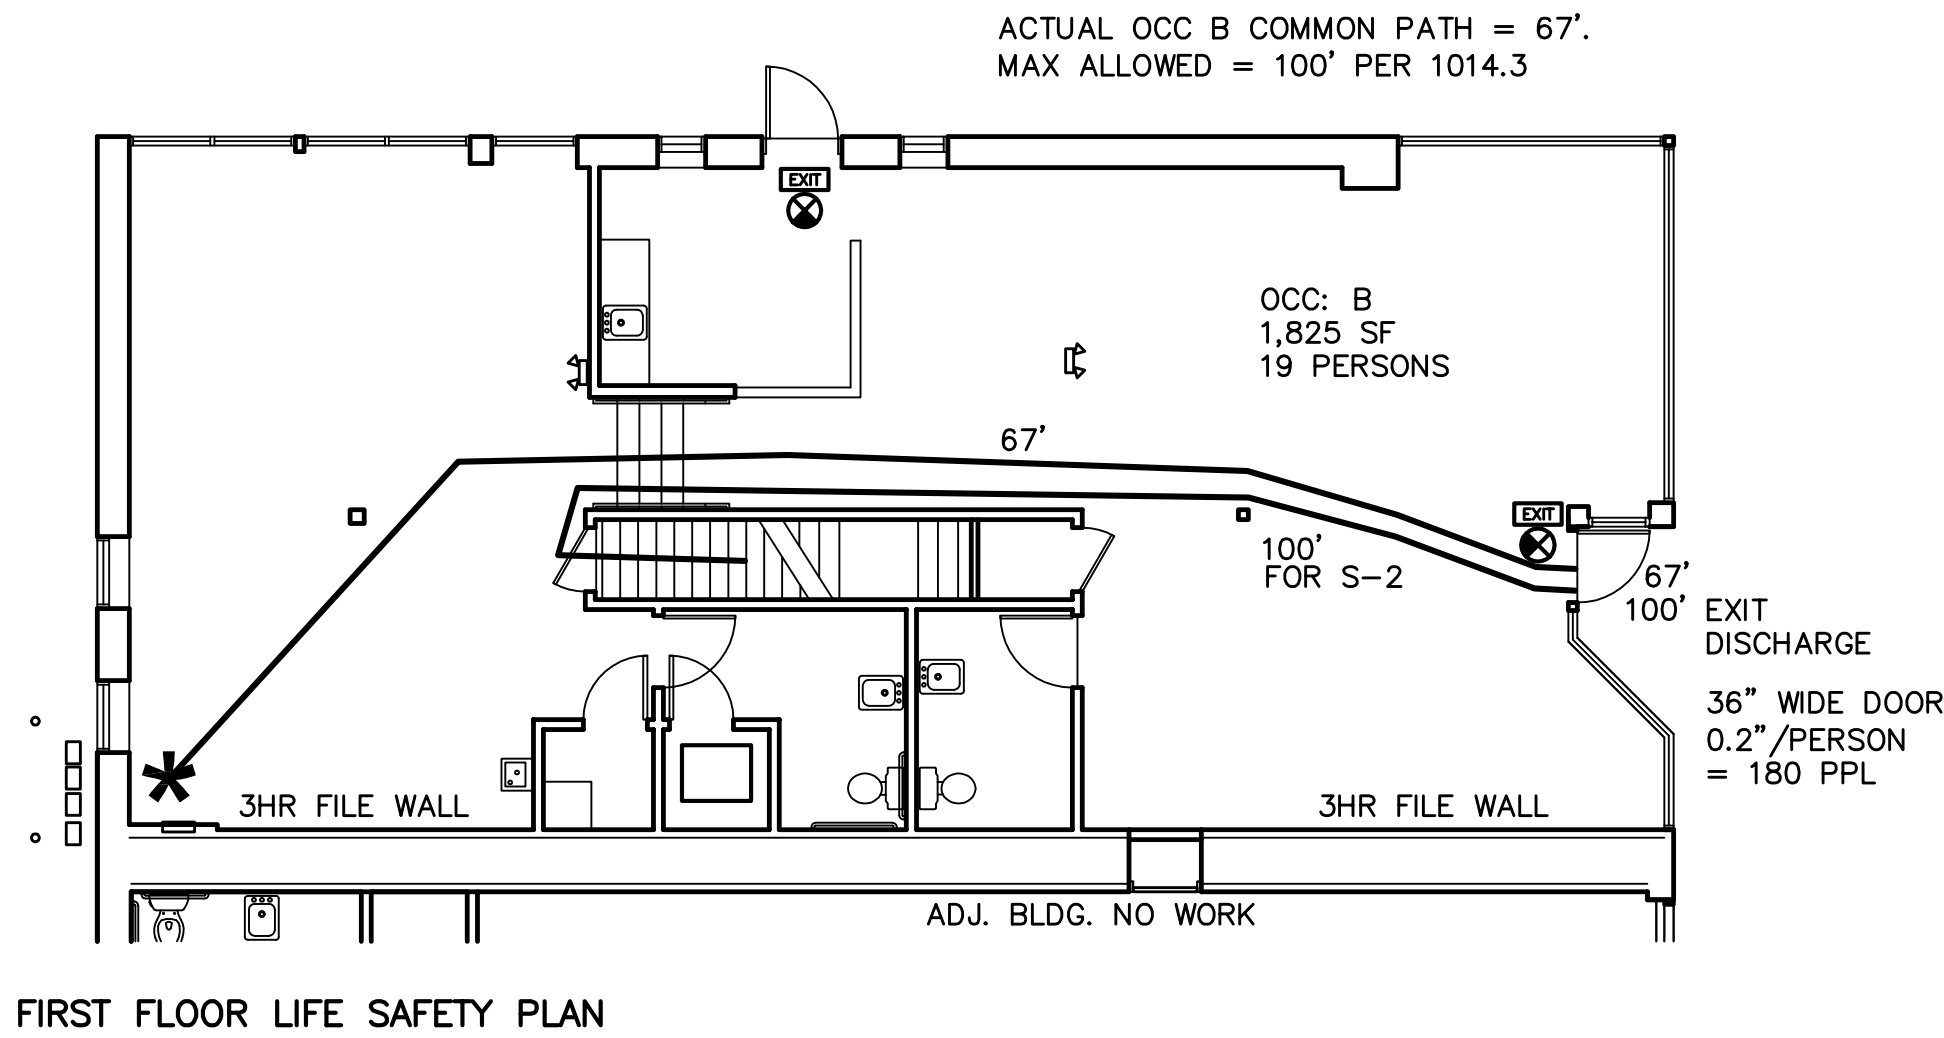 ACTUAL OCC B COMMON PATH = 67'.
MAX ALLOWED = 100' PER 1014.3
EXIT
OCC: B
1,825 SF
19 PERSONS
67'
EXIT
100'
FOR S-2
67'
100' EXIT
DISCHARGE
36" WIDE DOOR
0.2"/PERSON
= 180 PPL
3HR FILE WALL
3HR FILE WALL
ADJ. BLDG. NO WORK
FIRST FLOOR LIFE SAFETY PLAN